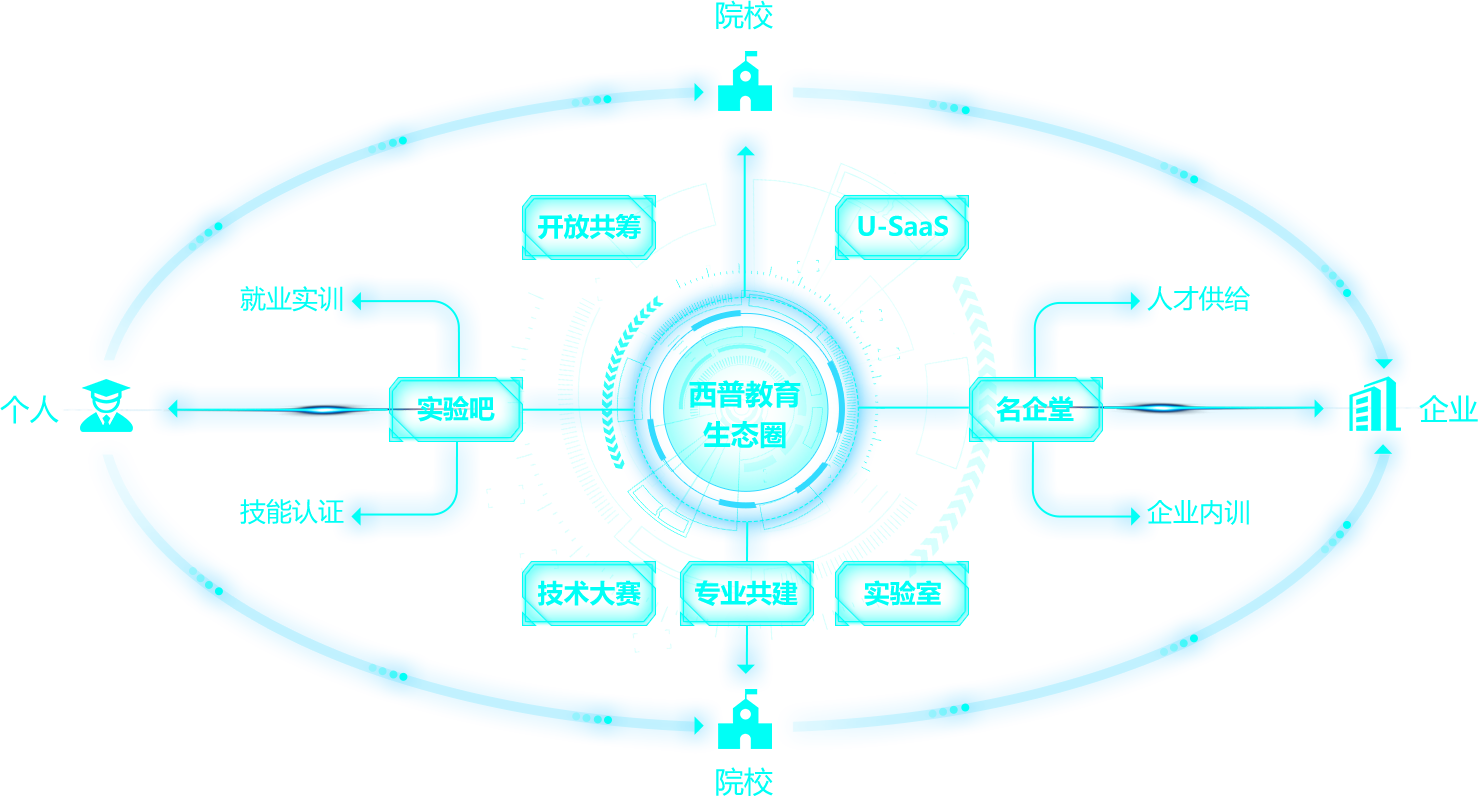 院校
开放共筹
U-SaaS
就业实训
人才供给
个人
实验吧
西普教育
生态圈
名企堂
企业
技能认证
企业内训
技术大赛
专业共建
实验室
院校